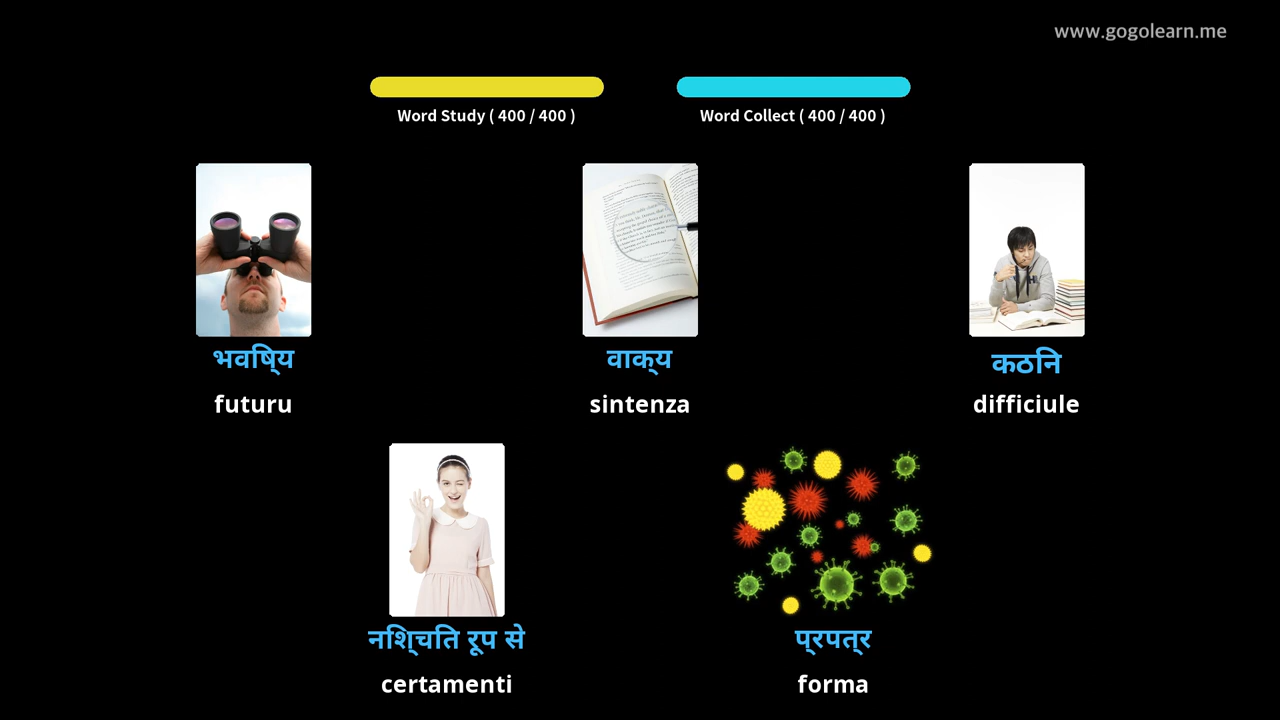 www.gogolearn.me
Word Study ( 400 / 400 )
Word Collect ( 400 / 400 )
भवष्यि
वाक्य
कठनि
futuru
sintenza
difficiule
नश्चिति रूप से
प्रपत्र
certamenti
forma